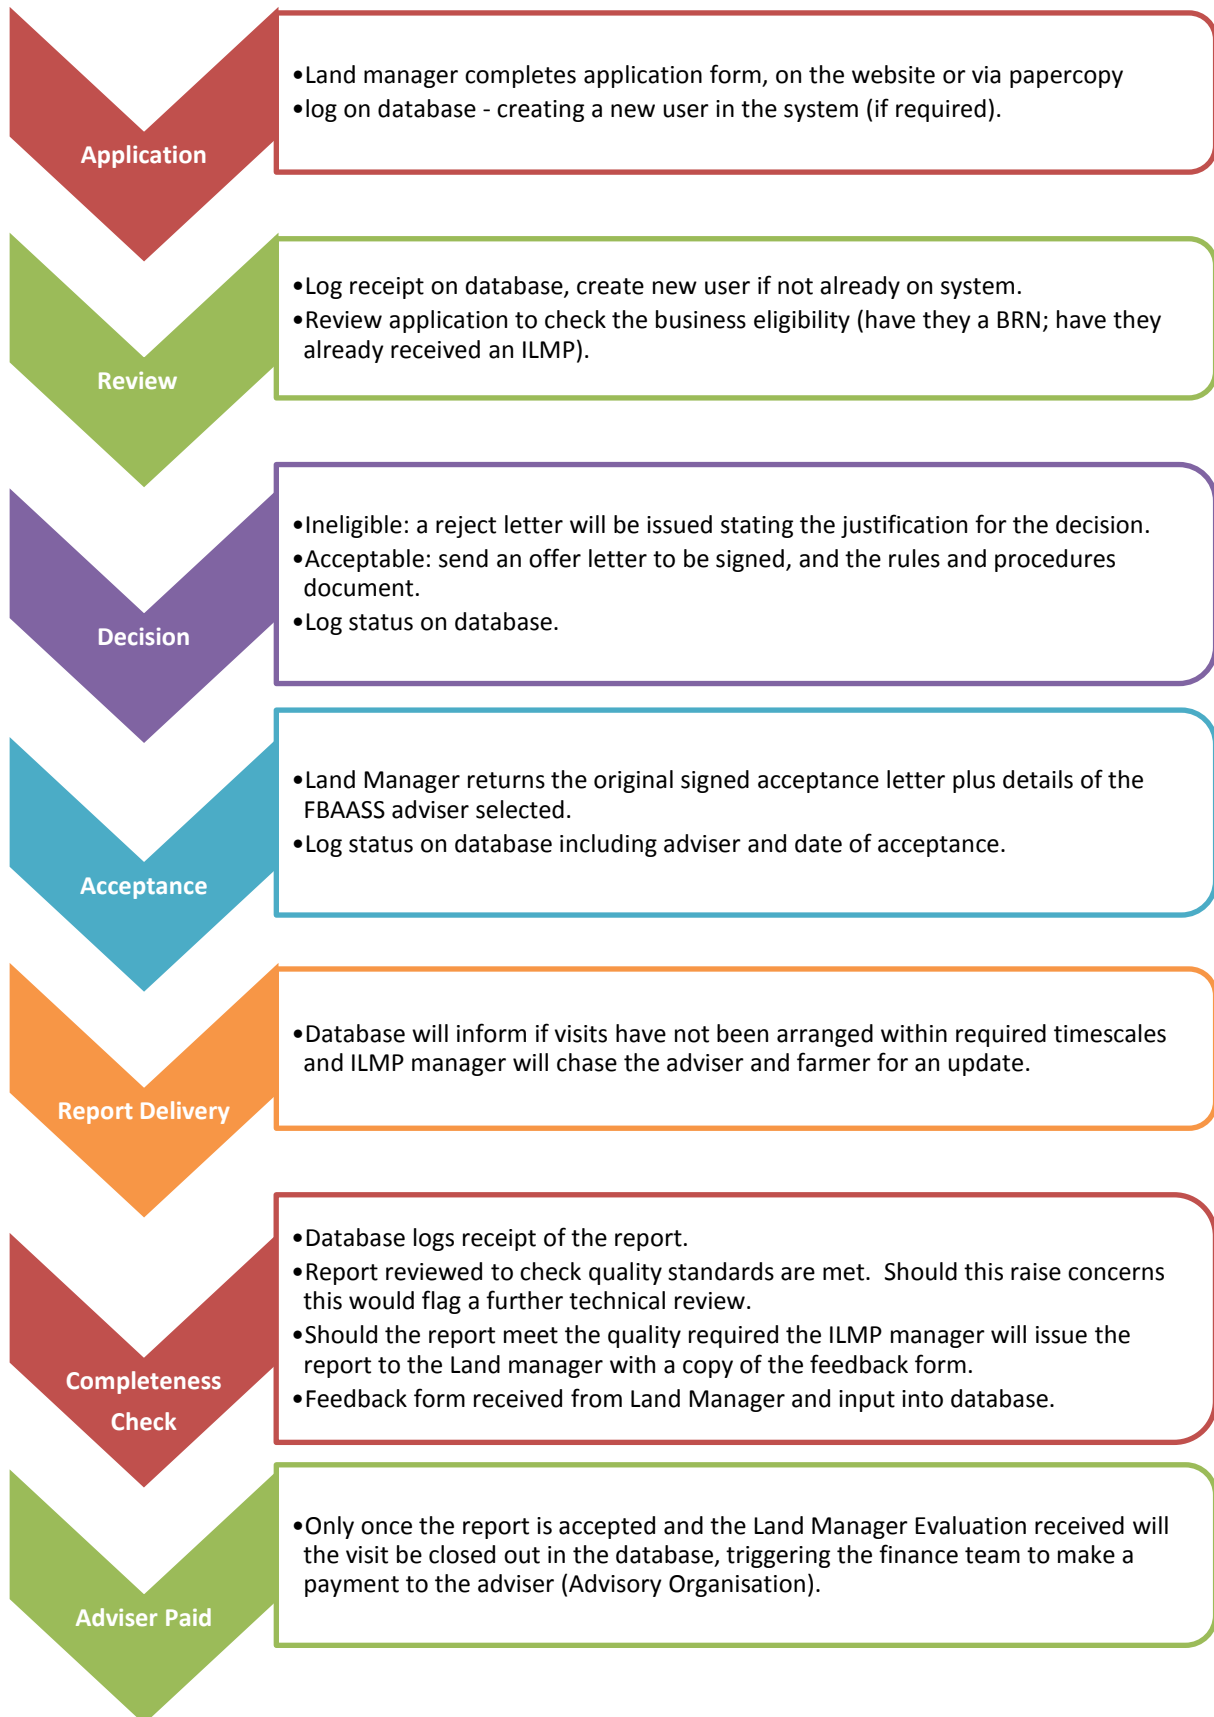 •Land manager completes application form, on the website or via papercopy
•log on database - creating a new user in the system (if required).
Application
•Log receipt on database, create new user if not already on system.
•Review application to check the business eligibility (have they a BRN; have they
already received an ILMP).
Review
•Ineligible: a reject letter will be issued stating the justification for the decision.
•Acceptable: send an offer letter to be signed, and the rules and procedures
document.
•Log status on database.
Decision
•Land Manager returns the original signed acceptance letter plus details of the
FBAASS adviser selected.
•Log status on database including adviser and date of acceptance.
Acceptance
•Database will inform if visits have not been arranged within required timescales
and ILMP manager will chase the adviser and farmer for an update.
Report Delivery
•Database logs receipt of the report.
•Report reviewed to check quality standards are met.  Should this raise concerns
this would flag a further technical review.
•Should the report meet the quality required the ILMP manager will issue the
report to the Land manager with a copy of the feedback form.
•Feedback form received from Land Manager and input into database.
Completeness
Check
•Only once the report is accepted and the Land Manager Evaluation received will
the visit be closed out in the database, triggering the finance team to make a
payment to the adviser (Advisory Organisation).
Adviser Paid